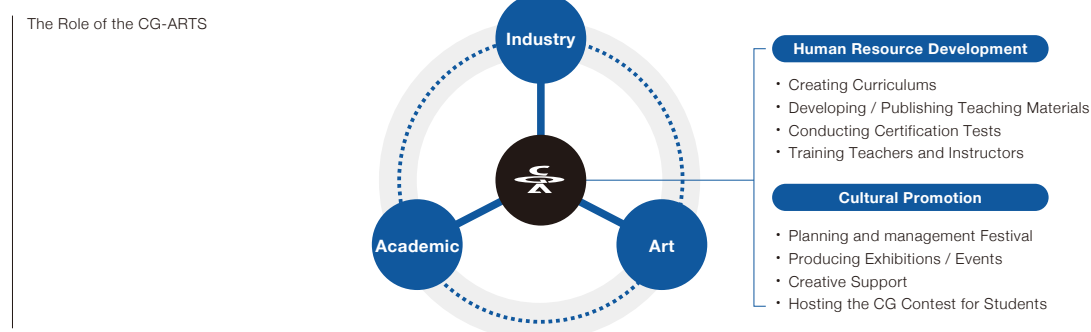 The Role of the CG-ARTS
Industry
Academic
Art
CGA
Human Resource Development
・Creating Curriculums
・Developing / Publishing Teaching Materials
・Conducting Certification Tests
・Training Teachers and Instructors
Cultural Promotion
・Planning and management Festival
・Producing Exhibitions / Events
・Creative Support
・Hosting the CG Contest for Students